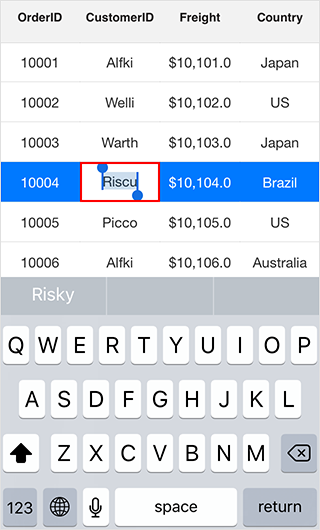 OrderID CustomerID Freight Country
10001 Alfki $10,101.0 Japan
10002 Welli $10,102.0 US
10003 Warth $10,103.0 Japan
10004 Riscu $10,104.0 Brazil
10005 Picco $10,105.0 US
10006 Alfki $10,106.0 Australia
Risky
Q W E R T Y U I O P
A S D F G H J K L
Z X C V B N M
123 space return